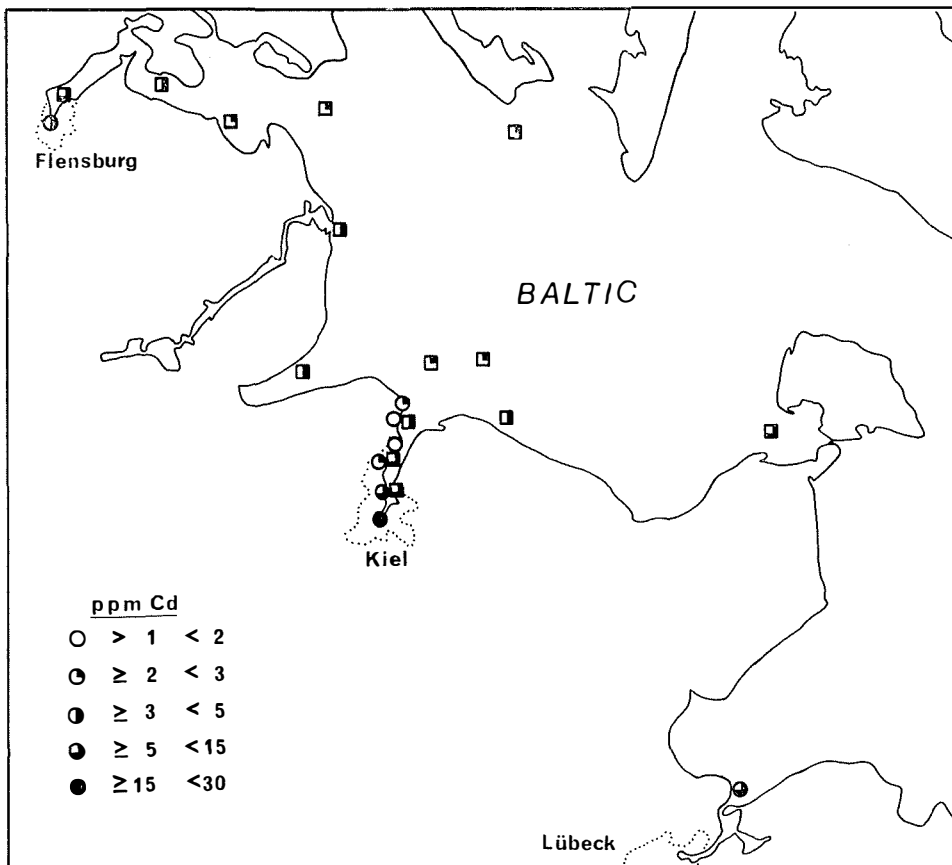 Flensburg
BALTIC
Kiel
ppm Cd
> 1 < 2
≥ 2 < 3
≥ 3 < 5
≥ 5 <15
≥15 <30
Lübeck